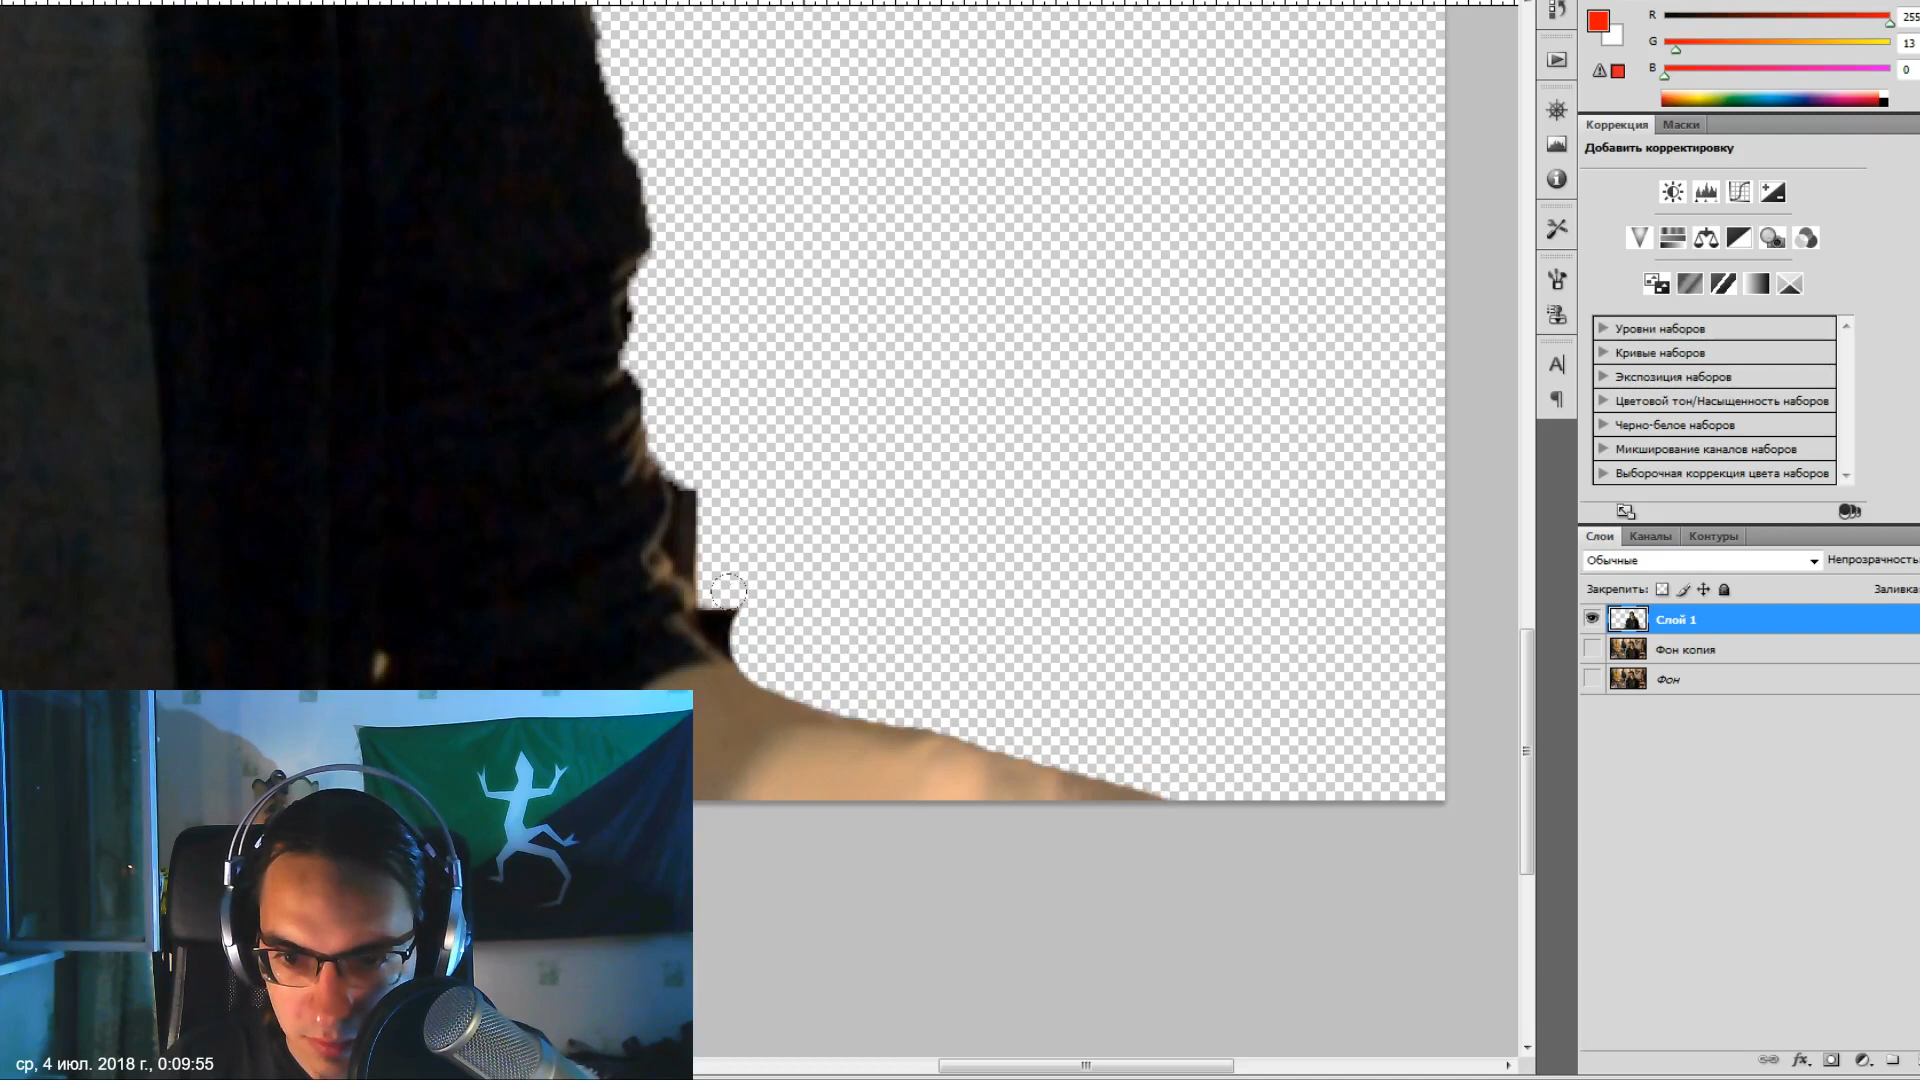 R 255
G 13
B 0
Коррекция Маски
Добавить корректировку
Уровни наборов
Кривые наборов
Экспозиция наборов
Цветовой тон/Насыщенность наборов
Черно-белое наборов
Микширование каналов наборов
Выборочная коррекция цвета наборов
Слои Каналы Контуры
Обычные Непрозрачность:
Закрепить: Заливка:
Слой 1
Фон копия
Фон
fx
ср, 4 июл. 2018 г., 0:09:55